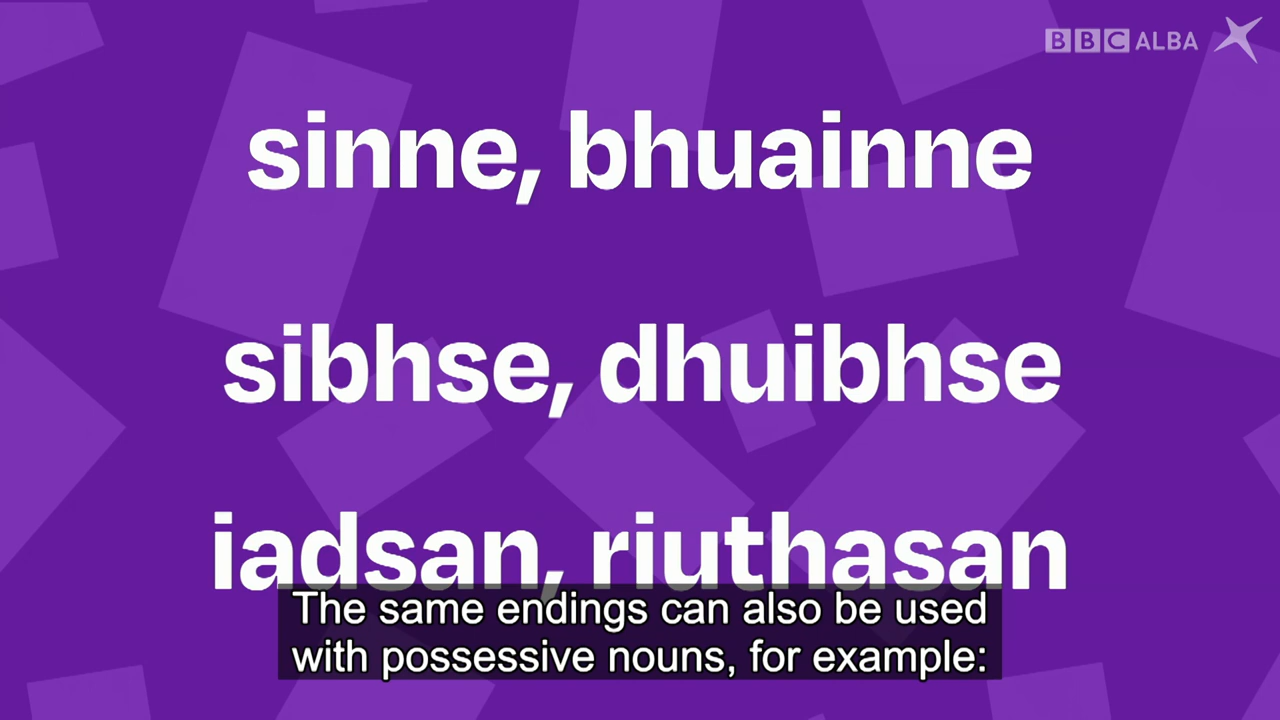 BBC ALBA
sinne, bhuainne
sibhse, dhuibhse
iadsan, riuthasan
The same endings can also be used
with possessive nouns, for example: